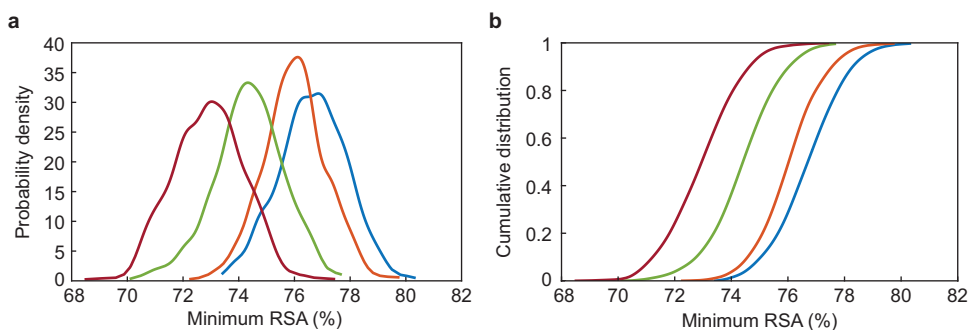 a
Probability density
40
35
30
25
20
15
10
5
0
68 70 72 74 76 78 80 82
Minimum RSA (%)
b
Cumulative distribution
1
0.8
0.6
0.4
0.2
0
68 70 72 74 76 78 80 82
Minimum RSA (%)